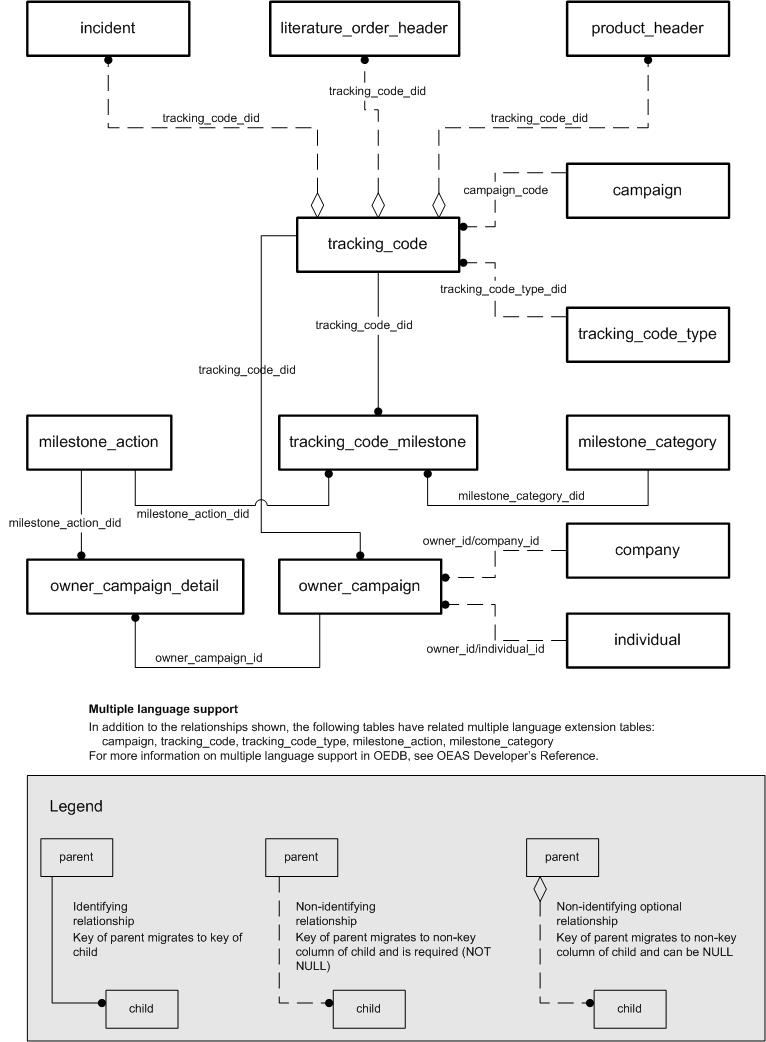 incident
literature_order_header
product_header
tracking_code_did
tracking_code_did
tracking_code_did
campaign_code
campaign
tracking_code
tracking_code_type_did
tracking_code_did
tracking_code_type
tracking_code_did
milestone_action
tracking_code_milestone
milestone_category
milestone_category_did
milestone_action_did
milestone_action_did
owner_id/company_id
company
owner_campaign_detail
owner_campaign
individual
owner_id/individual_id
owner_campaign_id
Multiple language support
In addition to the relationships shown, the following tables have related multiple language extension tables:
campaign, tracking_code, tracking_code_type, milestone_action, milestone_category
For more information on multiple language support in OEDB, see OEAS Developer's Reference.
Legend
parent
Identifying
relationship
Key of parent migrates to key of
child
child
parent
Non-identifying
relationship
Key of parent migrates to non-key
column of child and is required (NOT
NULL)
child
parent
Non-identifying optional
relationship
Key of parent migrates to non-key
column of child and can be NULL
child